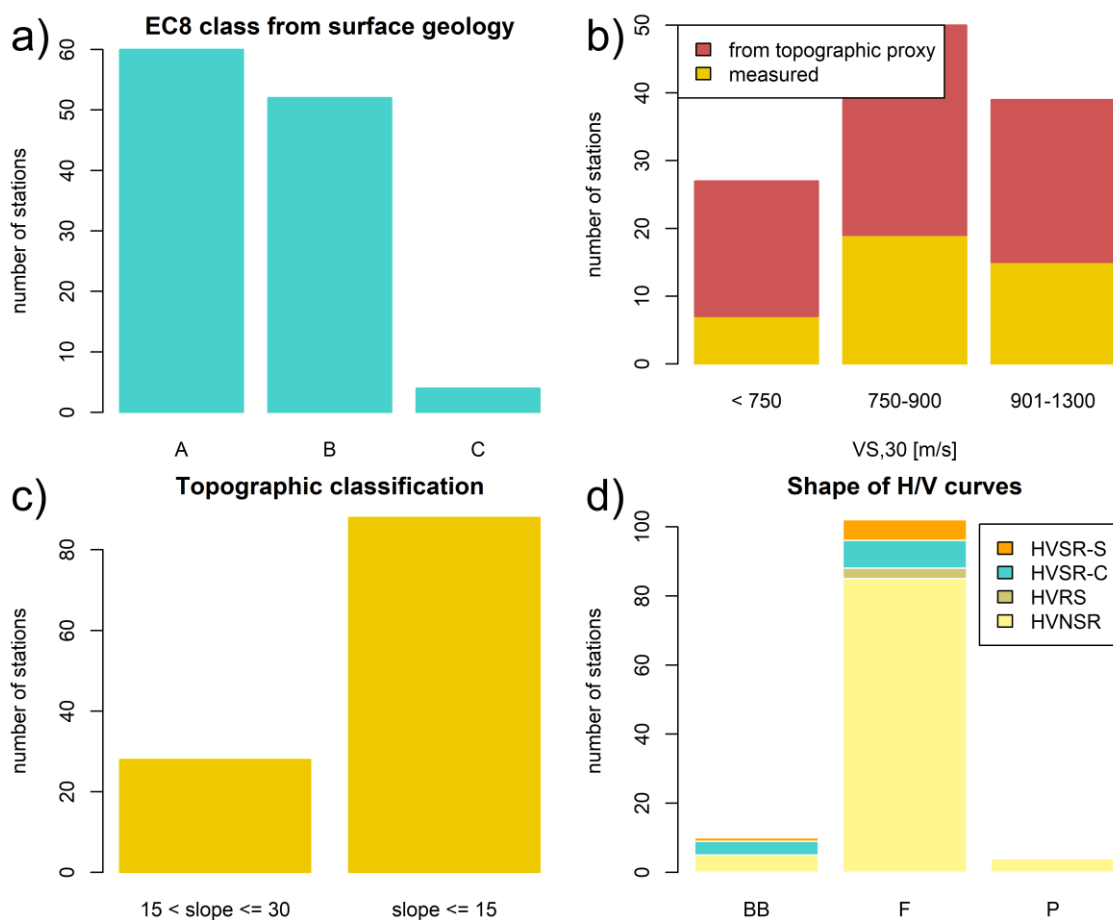 a)
EC8 class from surface geology
number of stations
0
10
20
30
40
50
60
A
B
C
b)
from topographic proxy
measured
number of stations
0
10
20
30
40
50
< 750
750-900
901-1300
VS,30 [m/s]
c)
Topographic classification
number of stations
0
20
40
60
80
15 < slope <= 30
slope <= 15
d)
Shape of H/V curves
HVSR-S
HVSR-C
HVRS
HVNSR
number of stations
0
20
40
60
80
100
BB
F
P